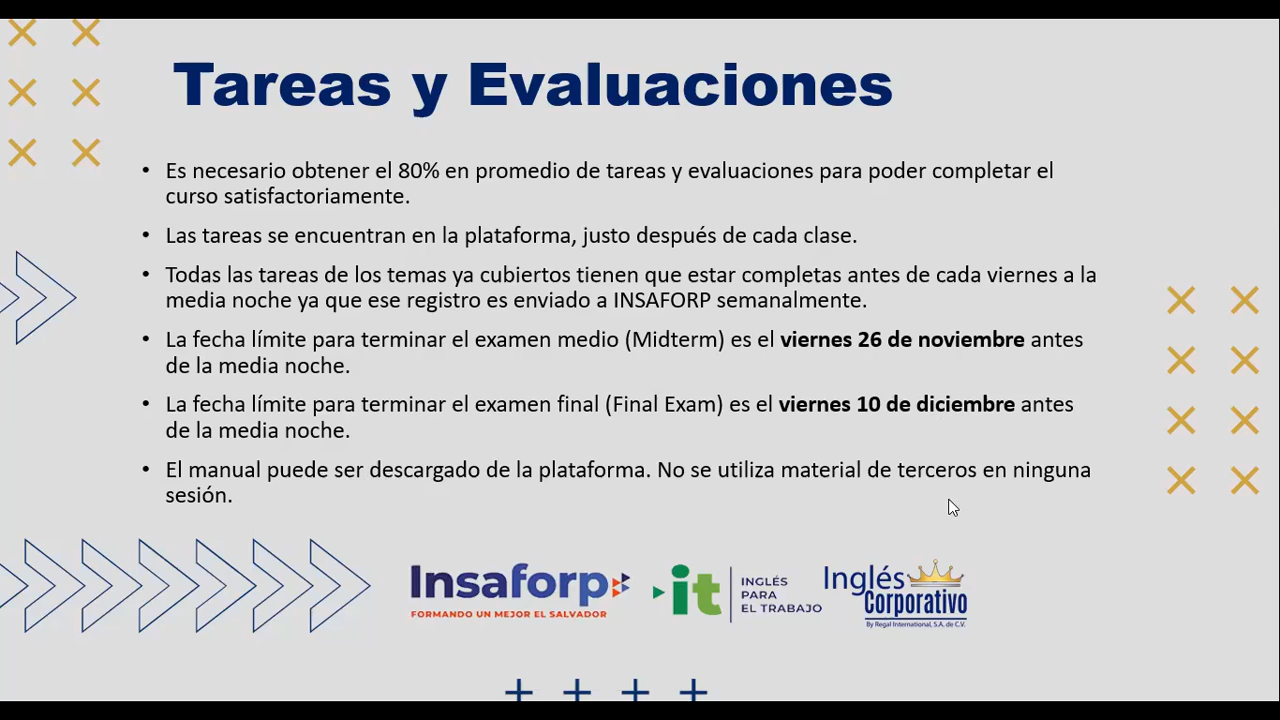 Tareas y Evaluaciones
• Es necesario obtener el 80% en promedio de tareas y evaluaciones para poder completar el
curso satisfactoriamente.
• Las tareas se encuentran en la plataforma, justo después de cada clase.
• Todas las tareas de los temas ya cubiertos tienen que estar completas antes de cada viernes a la
media noche ya que ese registro es enviado a INSAFORP semanalmente.
• La fecha límite para terminar el examen medio (Midterm) es el viernes 26 de noviembre antes
de la media noche.
• La fecha límite para terminar el examen final (Final Exam) es el viernes 10 de diciembre antes
de la media noche.
• El manual puede ser descargado de la plataforma. No se utiliza material de terceros en ninguna
sesión.
Insaforp
FORMANDO UN MEJOR EL SALVADOR
it
INGLÉS
PARA
EL TRABAJO
Inglés
Corporativo
By Regal International, S.A. de C.V.